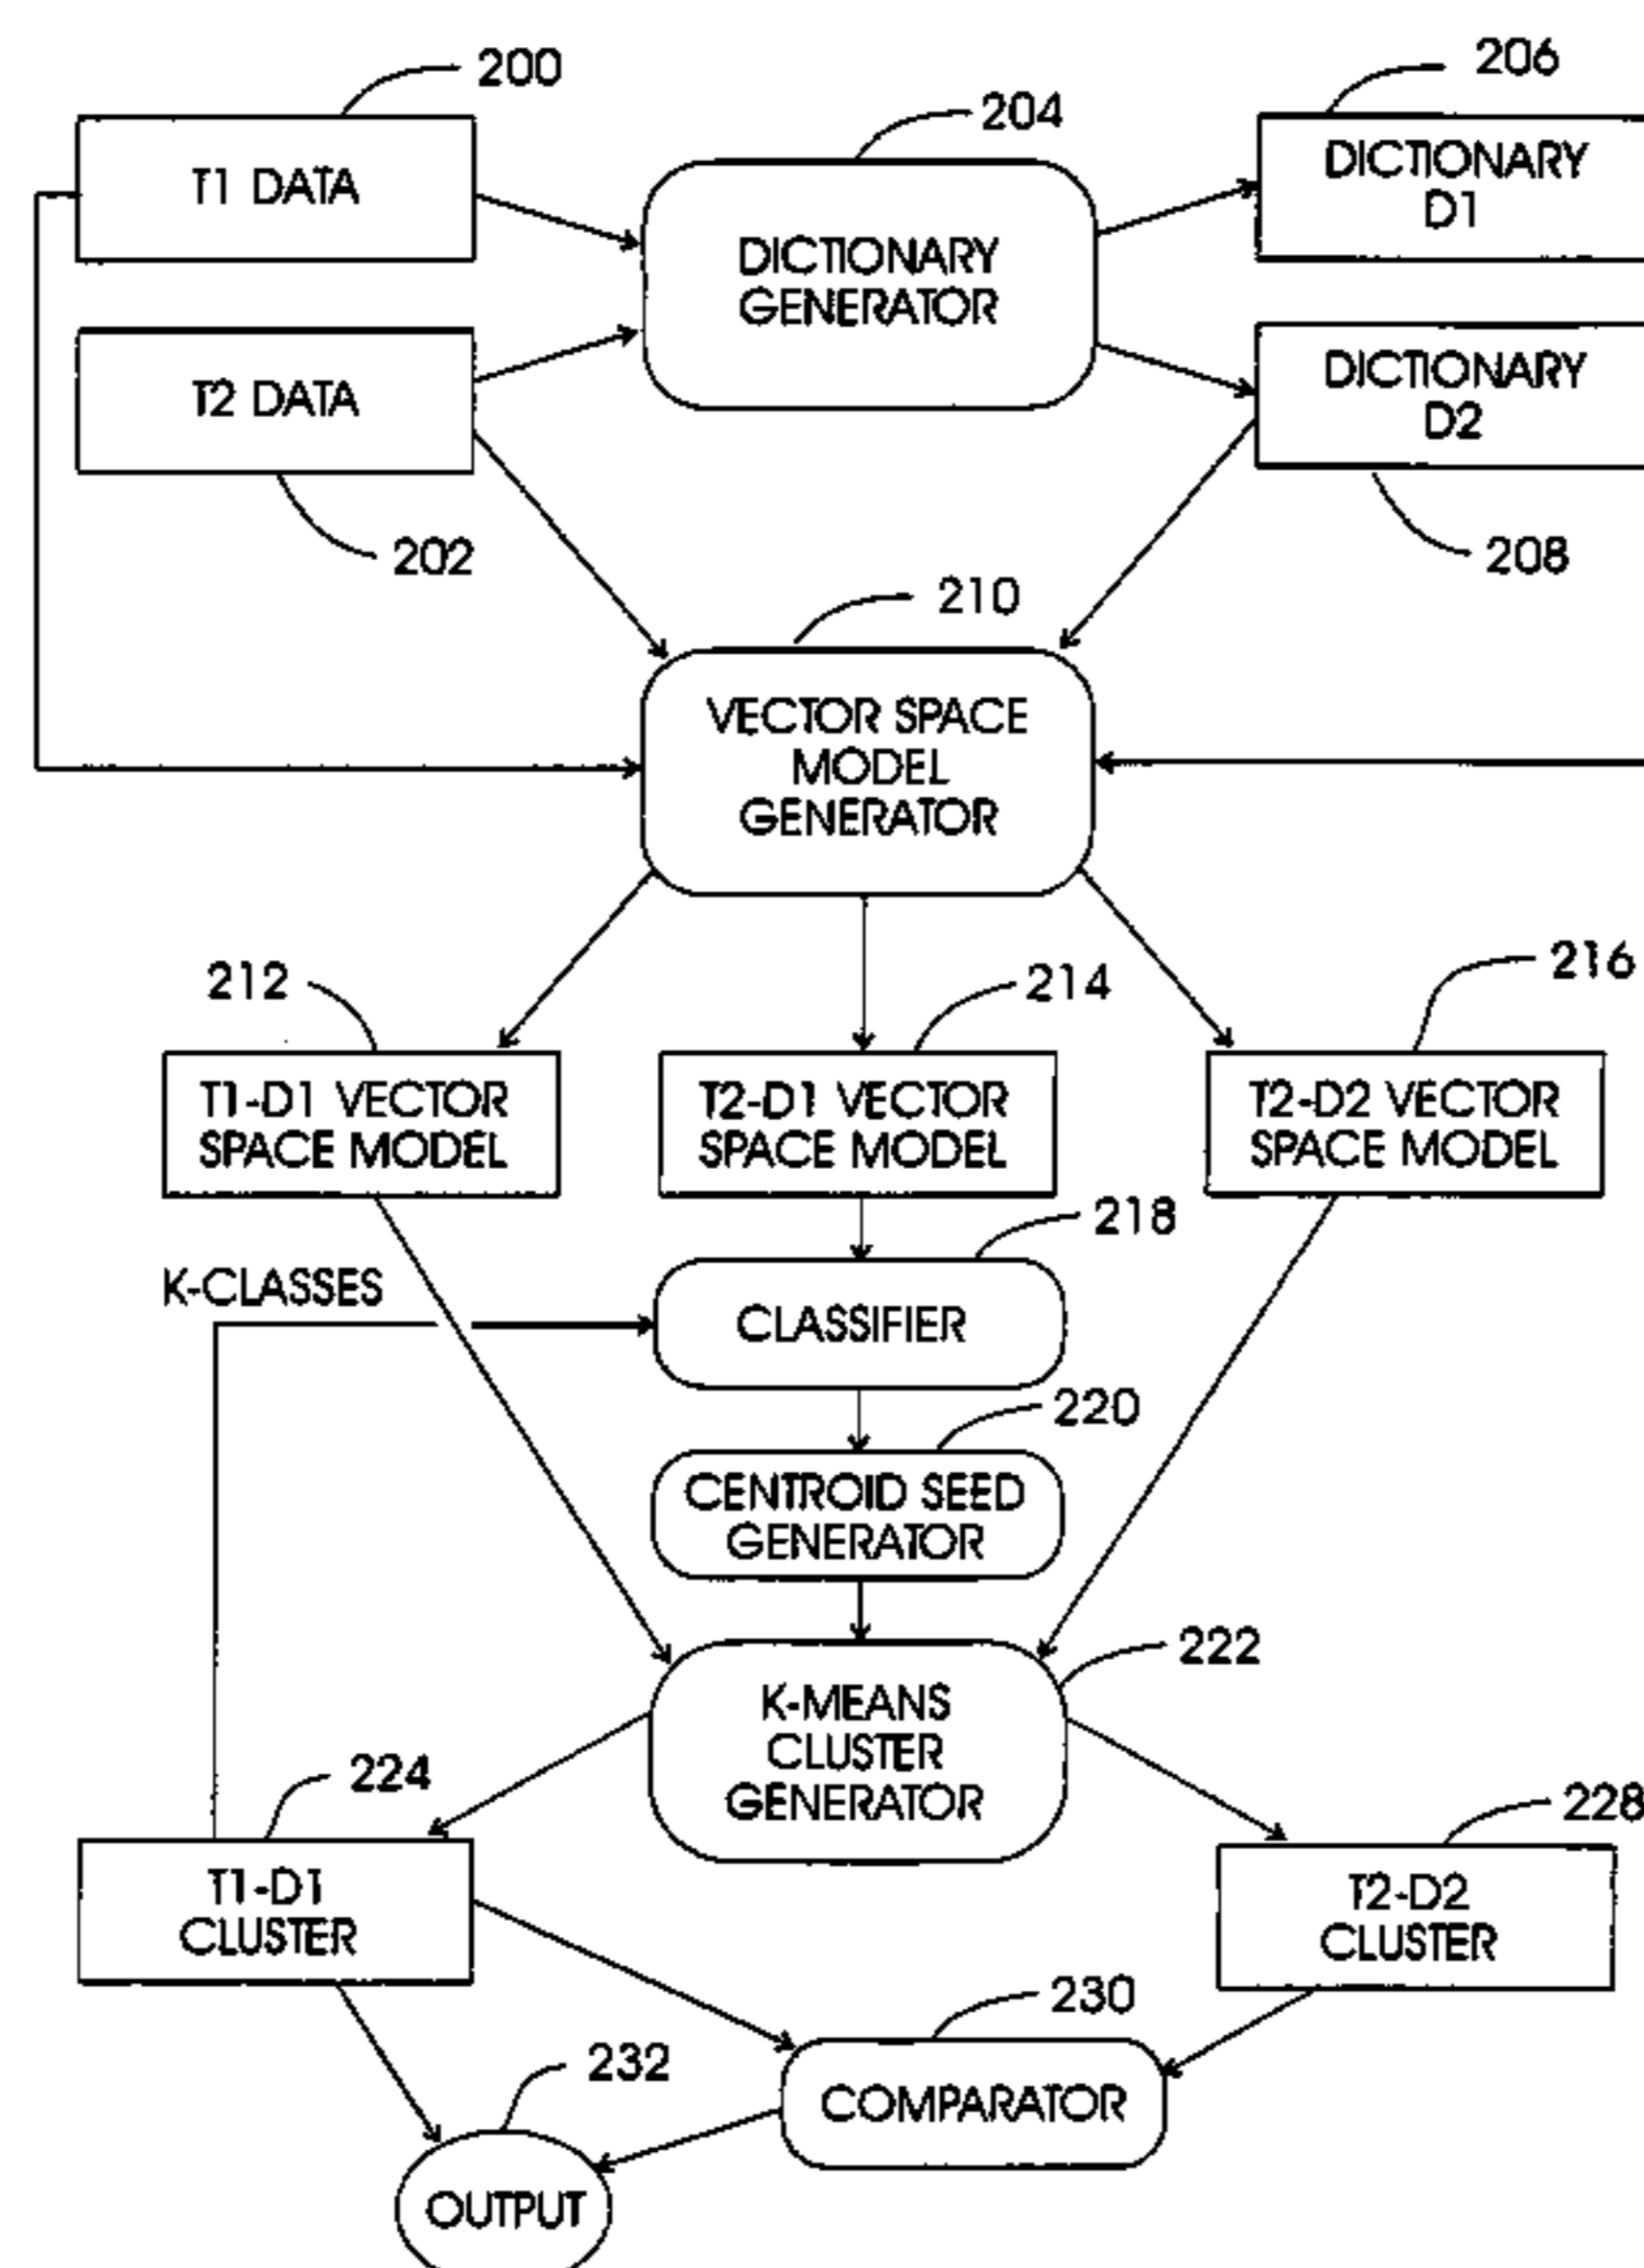 200
206
204
T1 DATA
DICTIONARY
D1
DICTIONARY
GENERATOR
T2 DATA
DICTIONARY
D2
202
208
210
VECTOR SPACE
MODEL
GENERATOR
212
214
216
T1-D1 VECTOR
SPACE MODEL
T2-D1 VECTOR
SPACE MODEL
T2-D2 VECTOR
SPACE MODEL
218
K-CLASSES
CLASSIFIER
220
CENTROID SEED
GENERATOR
222
K-MEANS
CLUSTER
GENERATOR
224
228
T1-D1
CLUSTER
T2-D2
CLUSTER
230
232
COMPARATOR
OUTPUT